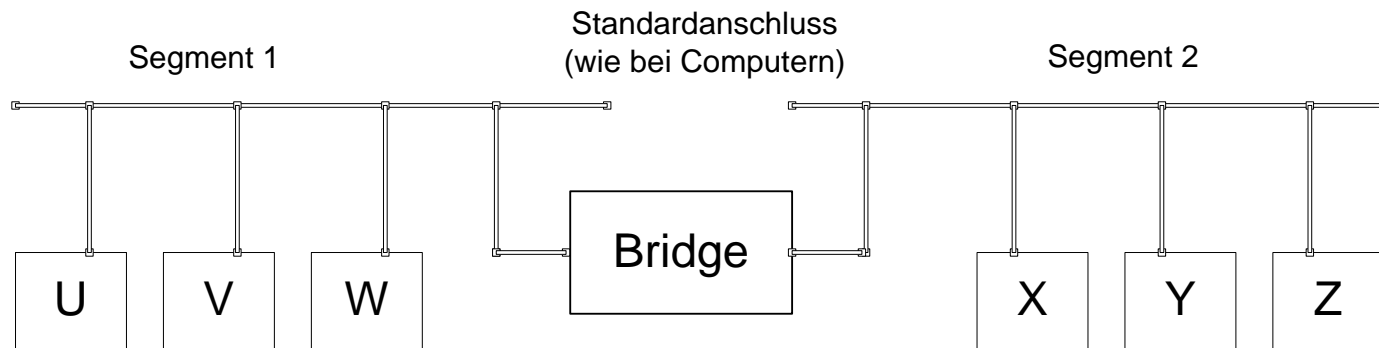 Segment 1
Standardanschluss
(wie bei Computern)
Segment 2
Bridge
U
V
W
X
Y
Z